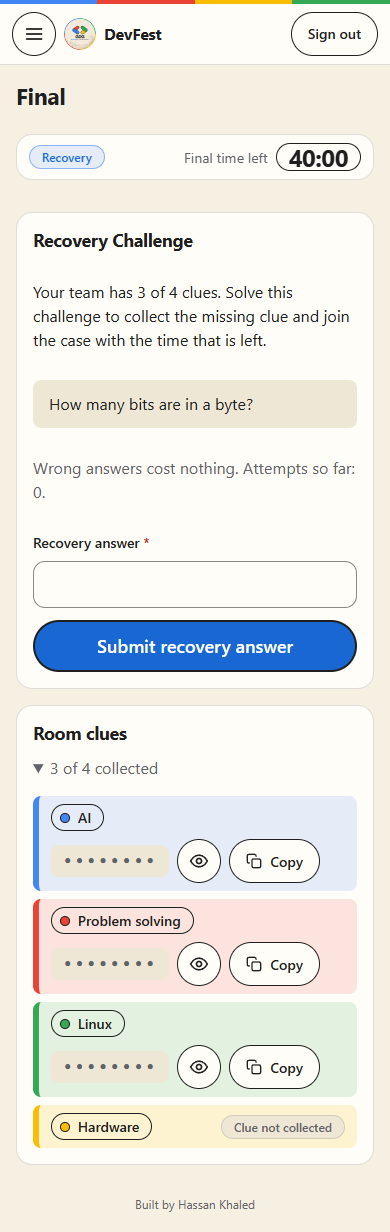 DevFest
Sign out
Final
Recovery
Final time left
40:00
Recovery Challenge
Your team has 3 of 4 clues. Solve this
challenge to collect the missing clue and join
the case with the time that is left.
How many bits are in a byte?
Wrong answers cost nothing. Attempts so far:
0.
Recovery answer *
Submit recovery answer
Room clues
▼ 3 of 4 collected
AI
••••••••
Copy
Problem solving
••••••••
Copy
Linux
••••••••
Copy
Hardware
Clue not collected
Built by Hassan Khaled